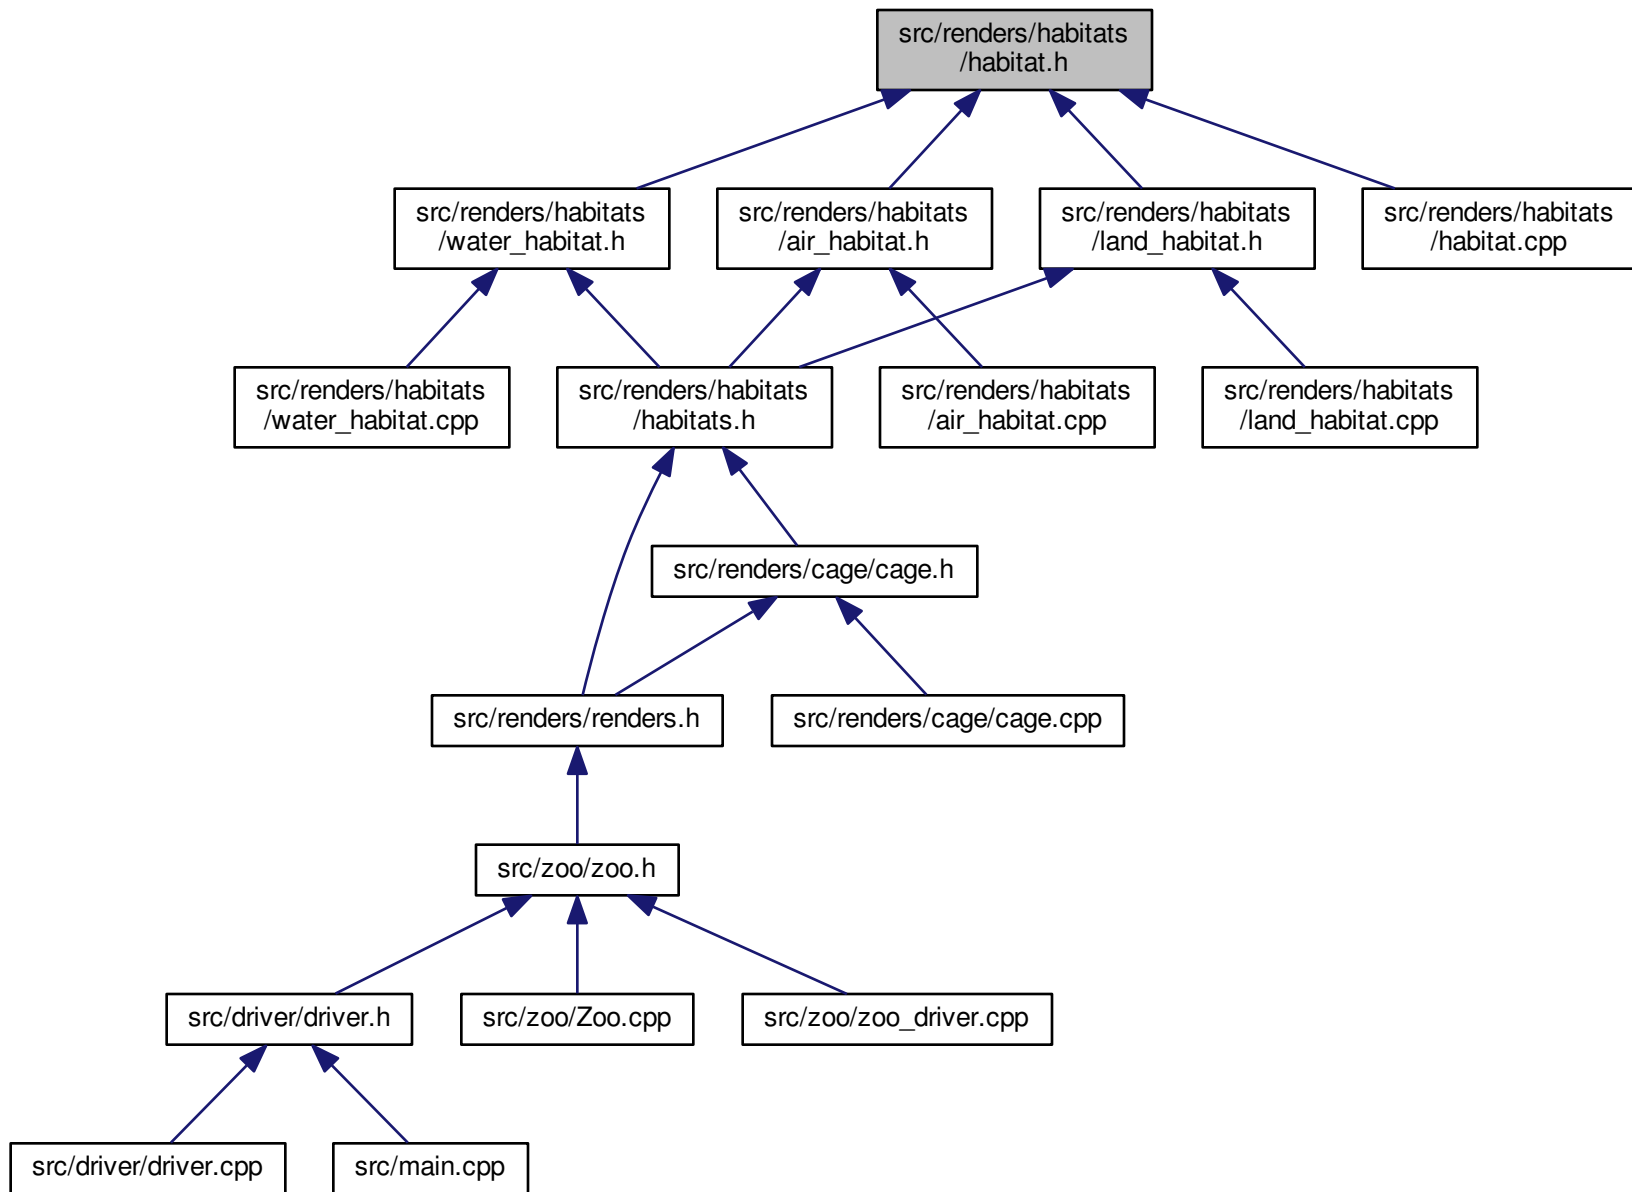 src/renders/habitats
/habitat.h
src/renders/habitats
/water_habitat.h
src/renders/habitats
/air_habitat.h
src/renders/habitats
/land_habitat.h
src/renders/habitats
/habitat.cpp
src/renders/habitats
/water_habitat.cpp
src/renders/habitats
/habitats.h
src/renders/habitats
/air_habitat.cpp
src/renders/habitats
/land_habitat.cpp
src/renders/cage/cage.h
src/renders/renders.h
src/renders/cage/cage.cpp
src/zoo/zoo.h
src/driver/driver.h
src/zoo/Zoo.cpp
src/zoo/zoo_driver.cpp
src/driver/driver.cpp
src/main.cpp